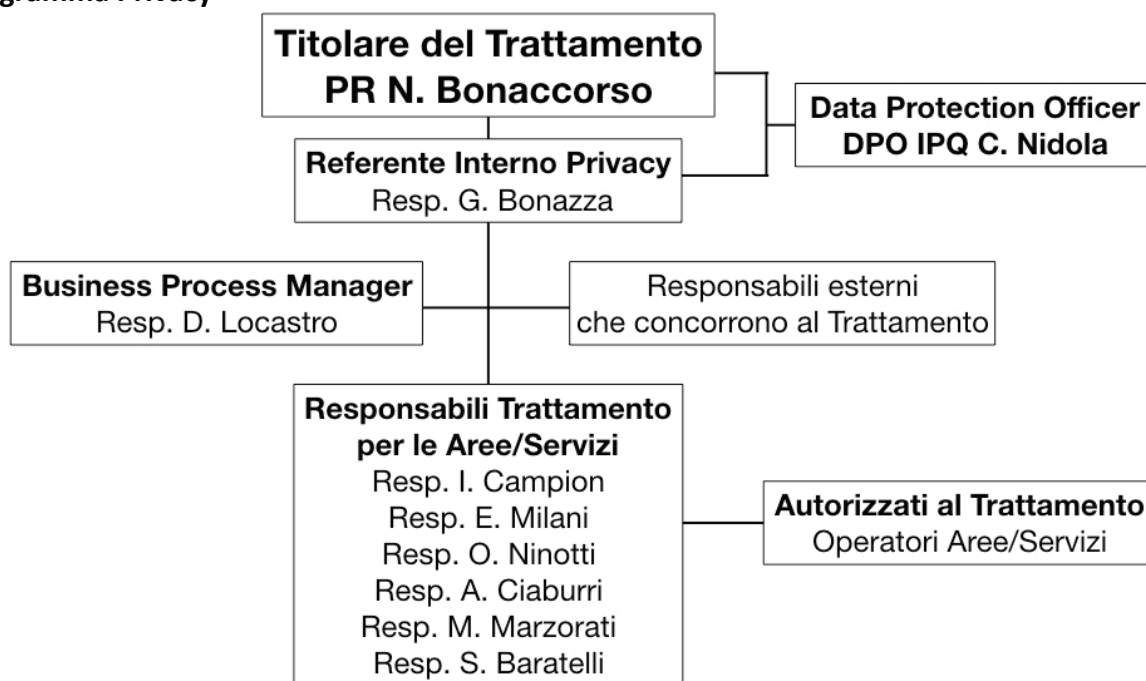 gramma Privacy
Titolare del Trattamento
PR N. Bonaccorso
Data Protection Officer
DPO IPQ C. Nidola
Referente Interno Privacy
Resp. G. Bonazza
Business Process Manager
Resp. D. Locastro
Responsabili esterni
che concorrono al Trattamento
Responsabili Trattamento
per le Aree/Servizi
Resp. I. Campion
Resp. E. Milani
Resp. O. Ninotti
Resp. A. Ciaburri
Resp. M. Marzorati
Resp. S. Baratelli
Autorizzati al Trattamento
Operatori Aree/Servizi